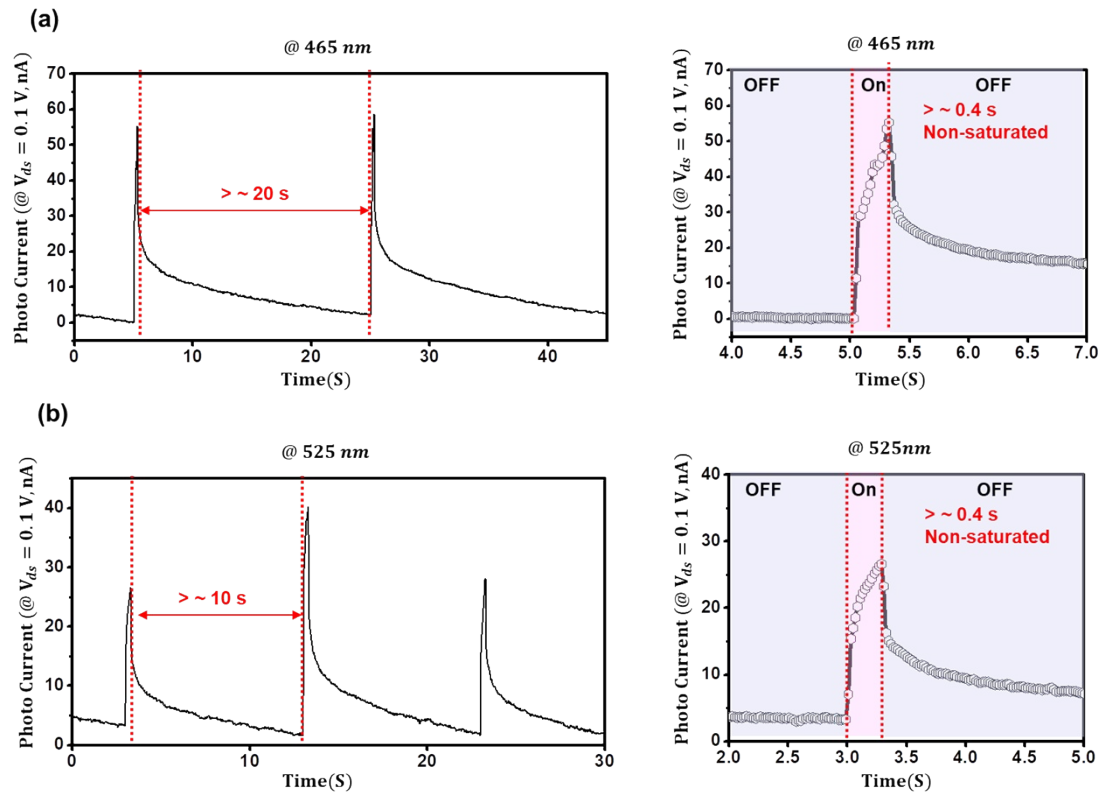 (a)
@ 465 nm
Photo Current (@ V_ds = 0.1 V, nA)
70
60
50
40
30
20
10
0
> ~ 20 s
0
10
20
30
40
Time(S)
@ 465 nm
Photo Current (@ V_ds = 0.1 V, nA)
70
60
50
40
30
20
10
0
OFF
On
OFF
> ~ 0.4 s
Non-saturated
4.0
4.5
5.0
5.5
6.0
6.5
7.0
Time(S)
(b)
@ 525 nm
Photo Current (@ V_ds = 0.1 V, nA)
40
30
20
10
0
> ~ 10 s
0
10
20
30
Time(S)
@ 525nm
Photo Current (@ V_ds = 0.1 V, nA)
40
30
20
10
0
OFF
On
OFF
> ~ 0.4 s
Non-saturated
2.0
2.5
3.0
3.5
4.0
4.5
5.0
Time(S)